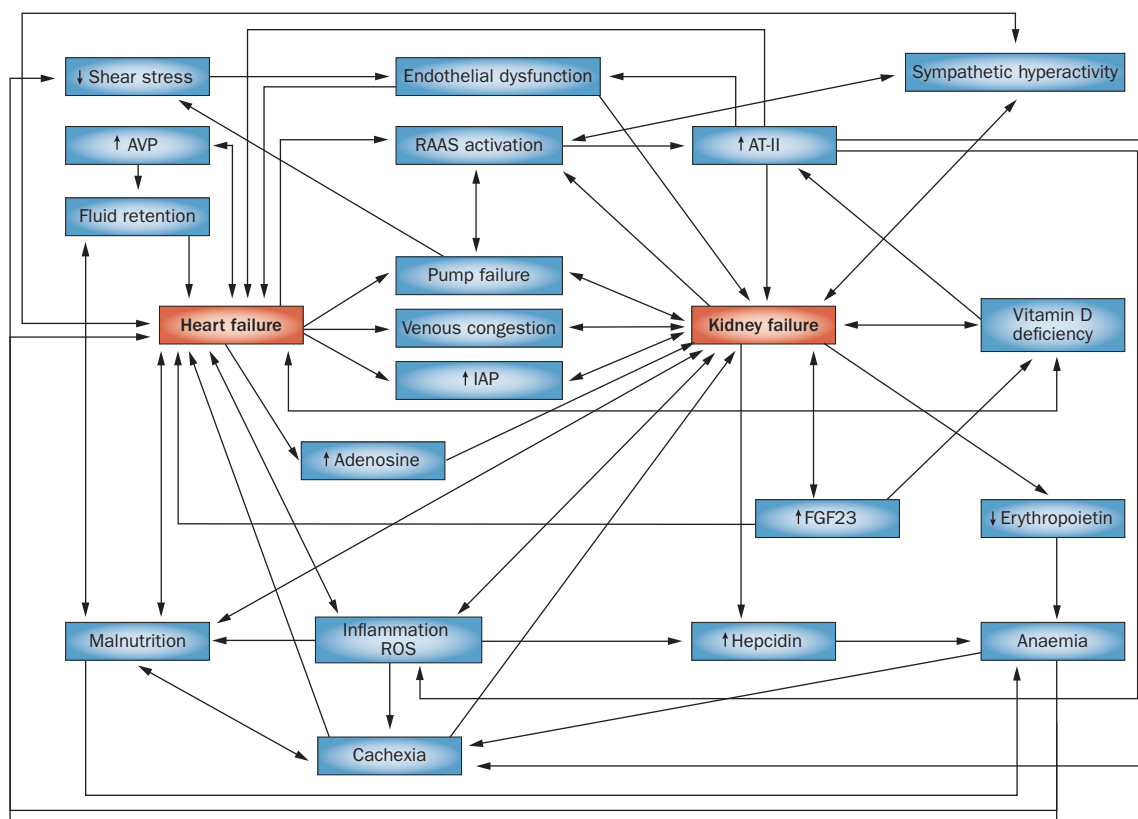 ↓ Shear stress
Endothelial dysfunction
Sympathetic hyperactivity
↑ AVP
RAAS activation
↑ AT-II
Fluid retention
Pump failure
Heart failure
Venous congestion
Kidney failure
Vitamin D
deficiency
↑ IAP
↑ Adenosine
↑ FGF23
↓ Erythropoietin
Malnutrition
Inflammation
ROS
↑ Hepcidin
Anaemia
Cachexia